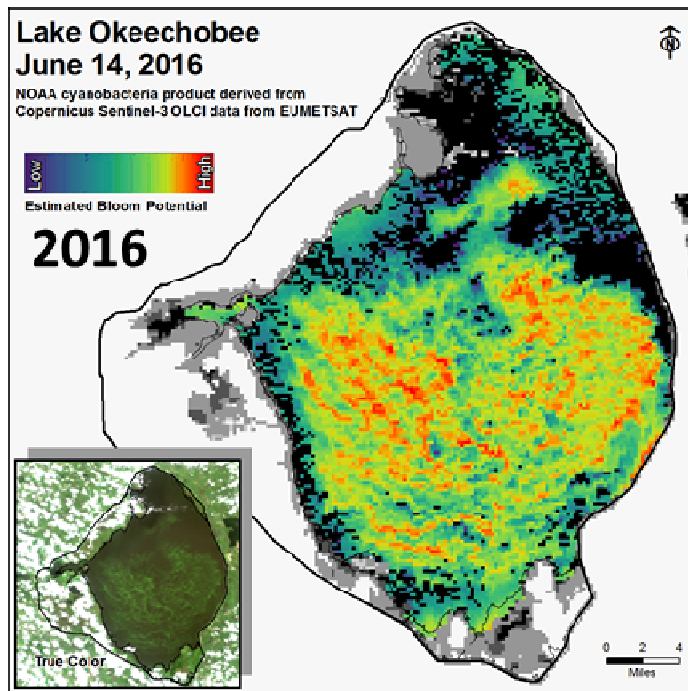 Lake Okeechobee
June 14, 2016
NOAA cyanobacteria product derived from
Copernicus Sentinel-3 OLCI data from EUMETSAT
Low
High
Estimated Bloom Potential
2016
N
True Color
0 2 4
Miles